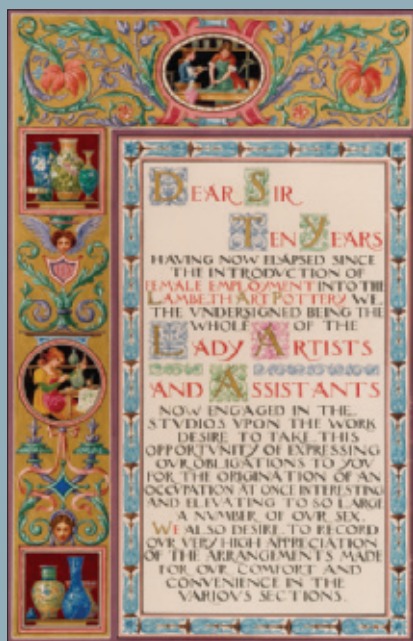 DEAR SIR
TEN YEARS
HAVING NOW ELAPSED SINCE
THE INTRODVCTION OF
FEMALE EMPLOYMENT INTO THE
LAMBETH ART POTTERY WE
THE UNDERSIGNED BEING THE
WHOLE OF THE
LADY ARTISTS
AND ASSISTANTS
NOW ENGAGED IN THE
STVDIOS VPON THE WORK
DESIRE TO TAKE THIS
OPPORTVNITY OF EXPRESSING
OVR OBLIGATIONS TO YOV
FOR THE ORIGINATION OF AN
OCCVPATION AT ONCE INTERESTING
AND ELEVATING TO SO LARGE
A NVMBER OF OVR SEX
WE ALSO DESIRE TO RECORD
OVR VERY HIGH APPRECIATION
OF THE ARRANGEMENTS MADE
FOR OVR COMFORT AND
CONVENIENCE IN THE
VARIOVS SECTIONS.